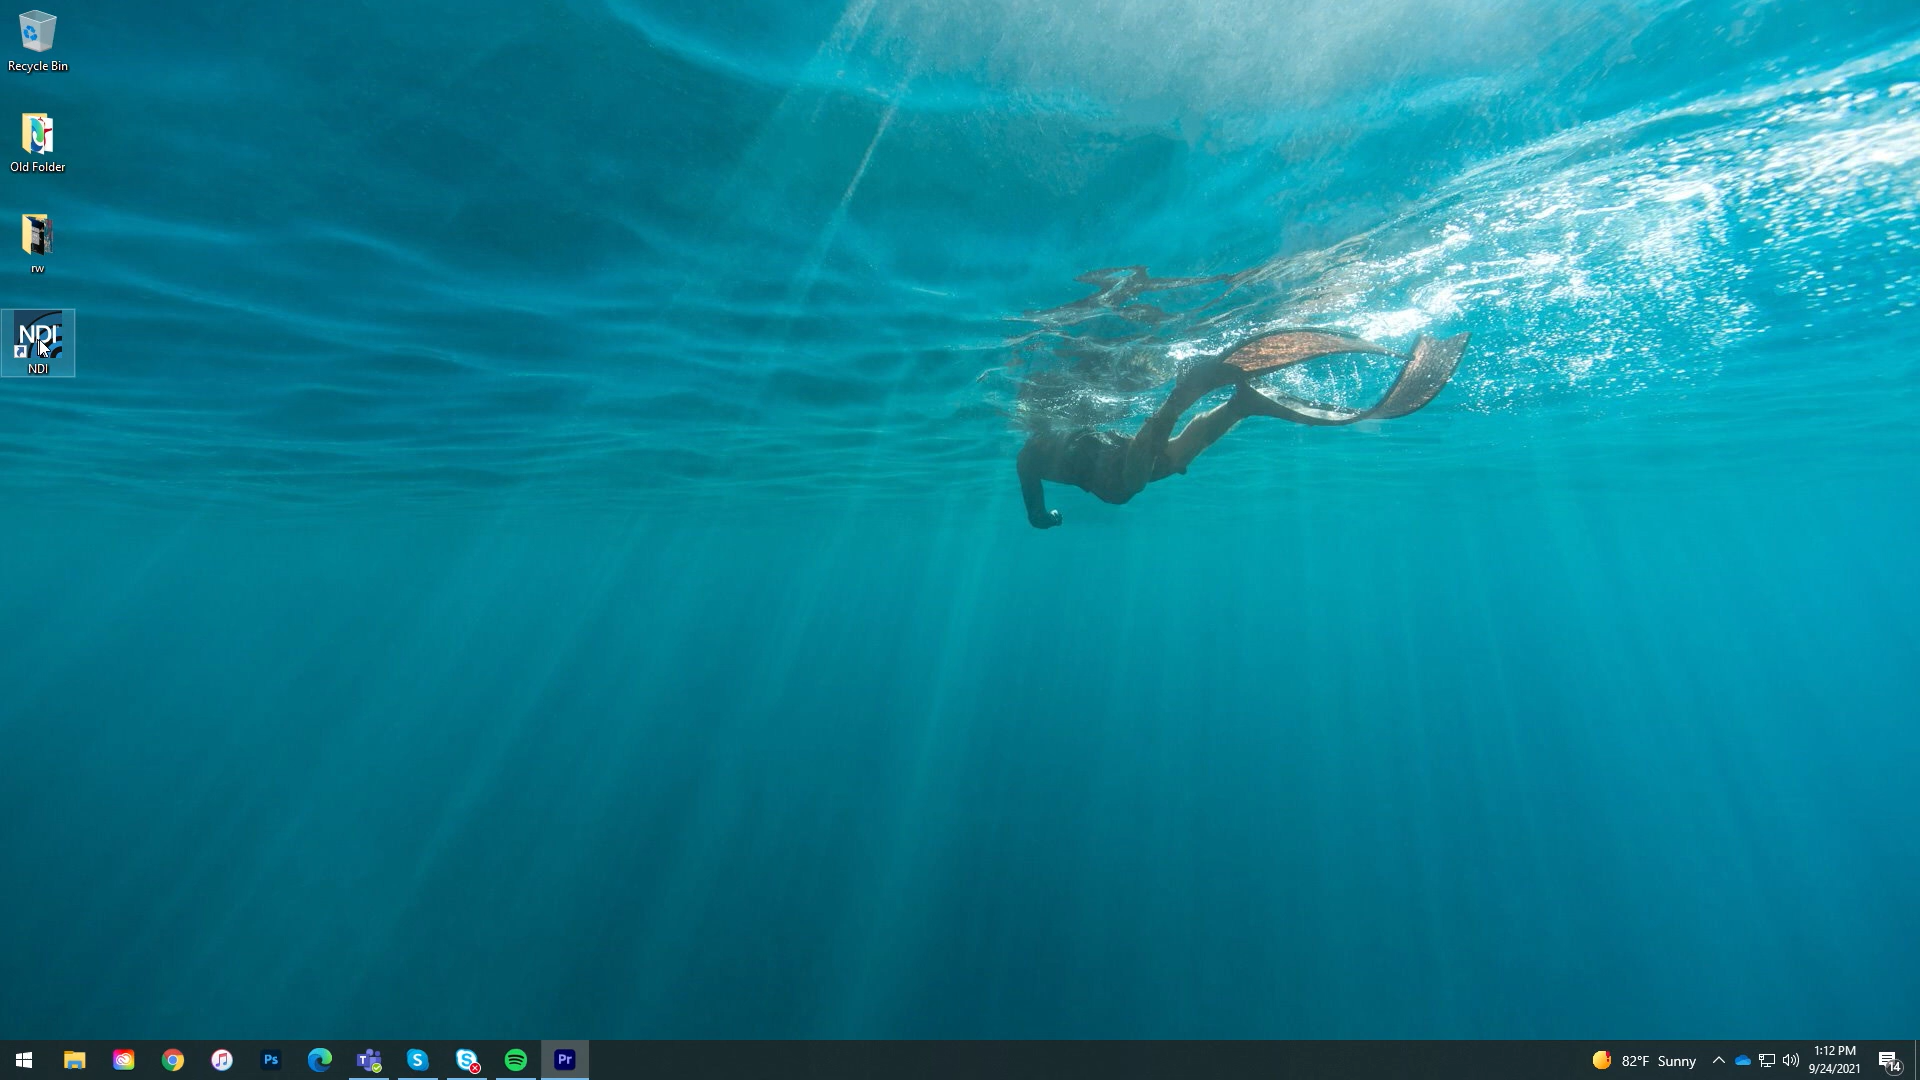 Recycle Bin
Old Folder
rw
NDI
NDI
Ps
T
S
S
Pr
82°F Sunny
1:12 PM
9/24/2021
14